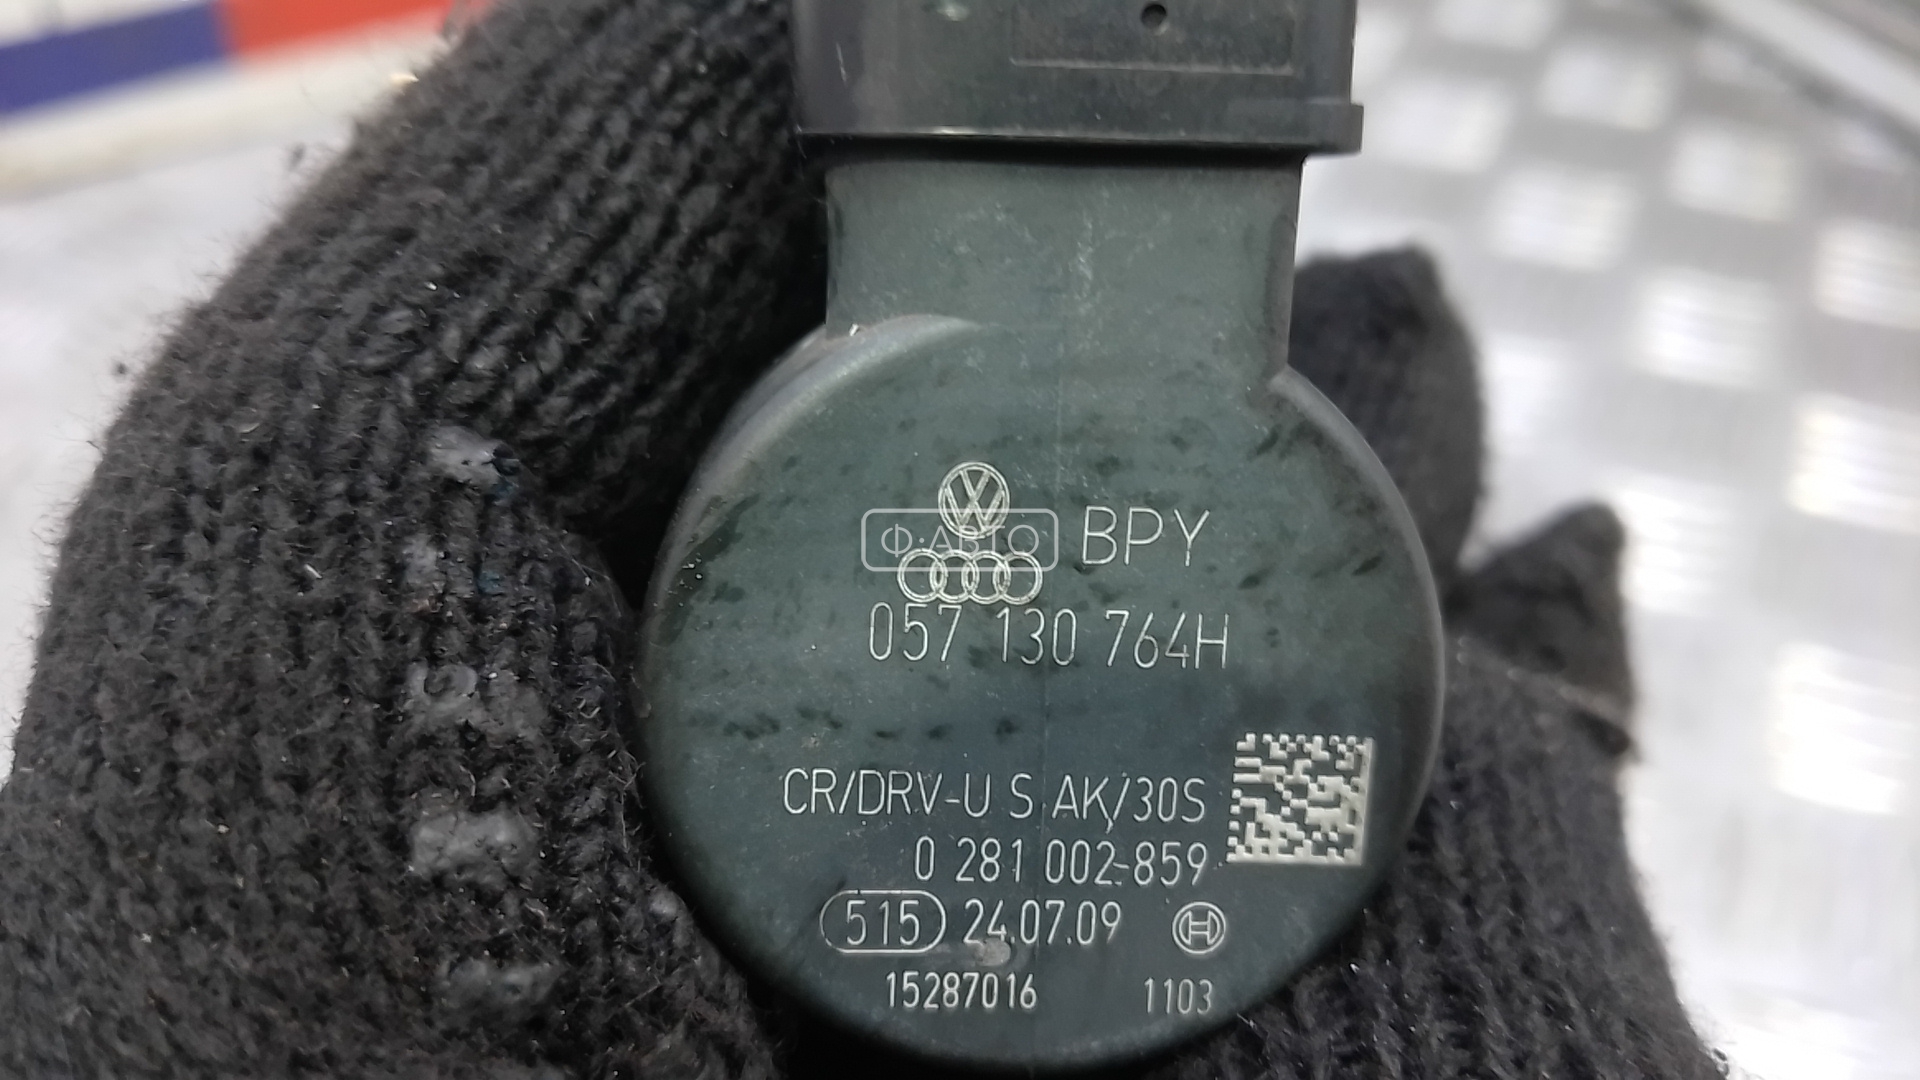 Ф·АВТО
BPY
057 130 764H
CR/DRV-U S AK/30S
0 281 002-859
515 24.07.09
15287016 1103